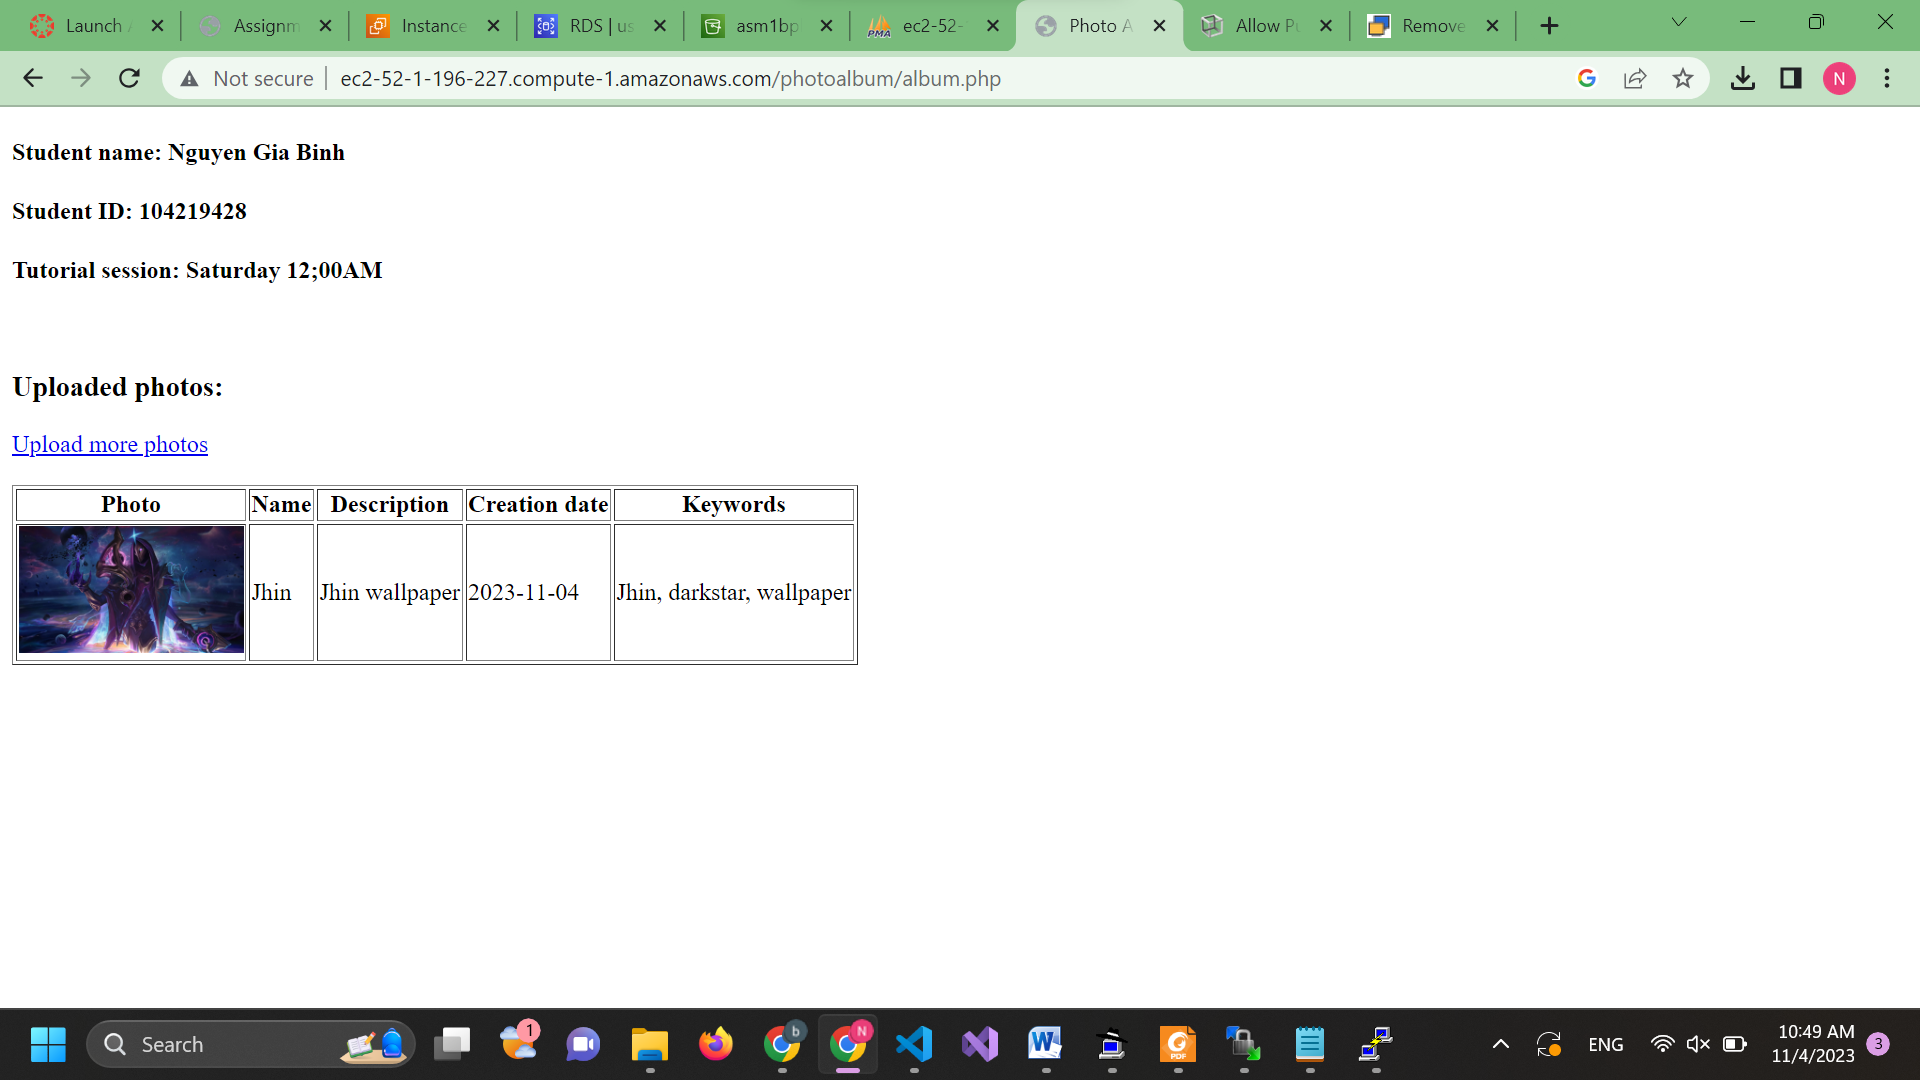 Launch A
Assignm
Instance
RDS | us
asm1bp
ec2-52-
Photo A
Allow Pu
Remove
Not secure
ec2-52-1-196-227.compute-1.amazonaws.com/photoalbum/album.php
N
Student name: Nguyen Gia Binh
Student ID: 104219428
Tutorial session: Saturday 12;00AM
Uploaded photos:
Upload more photos
Photo Name Description Creation date Keywords
Jhin Jhin wallpaper 2023-11-04 Jhin, darkstar, wallpaper
Search
1
b
N
PDF
ENG
10:49 AM
11/4/2023
3